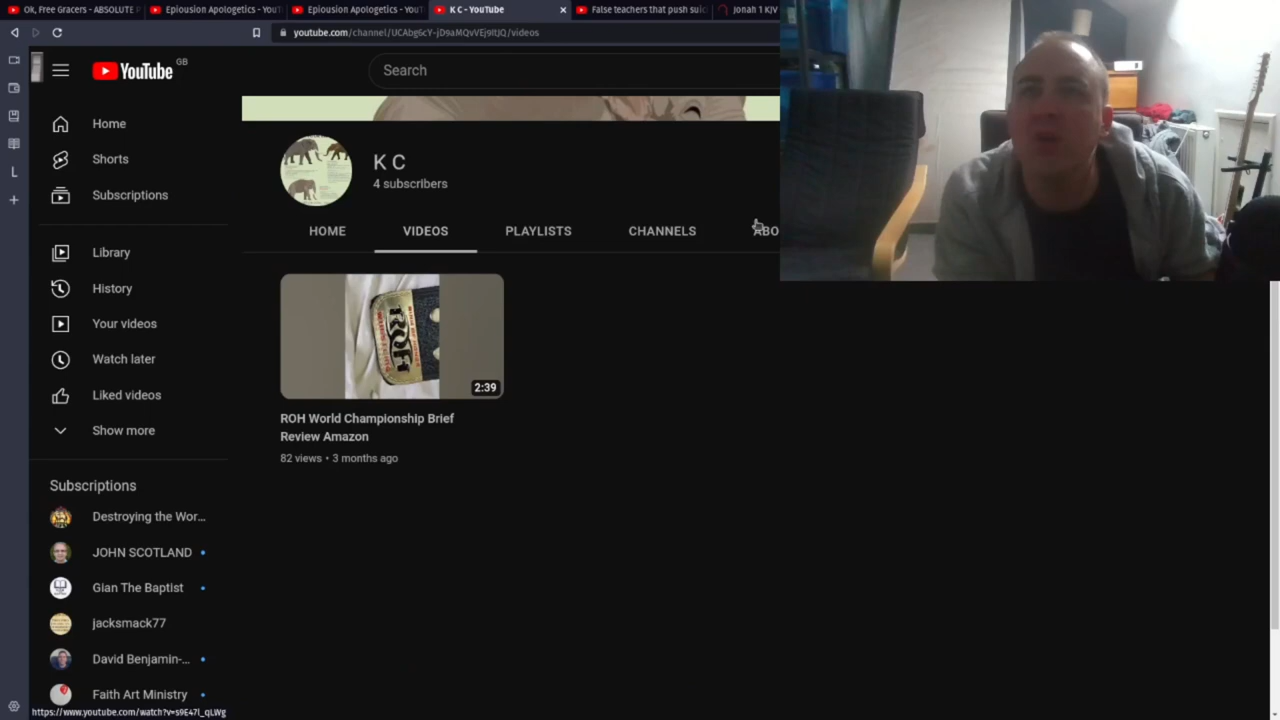 Ok, Free Gracers - ABSOLUTE P
Epiousion Apologetics - YouT
Epiousion Apologetics - YouT
K C - YouTube
False teachers that push suic
Jonah 1 KJV
youtube.com/channel/UCAbg6cY-jD9aMQvVEj9ItJQ/videos
YouTube GB
Search
Home
Shorts
Subscriptions
Library
History
Your videos
Watch later
Liked videos
Show more
Subscriptions
Destroying the Wor...
JOHN SCOTLAND
Gian The Baptist
jacksmack77
David Benjamin-...
Faith Art Ministry
K C
4 subscribers
HOME
VIDEOS
PLAYLISTS
CHANNELS
ABO
ROH
2:39
ROH World Championship Brief
Review Amazon
82 views • 3 months ago
https://www.youtube.com/watch?v=s9E47l_qLWg